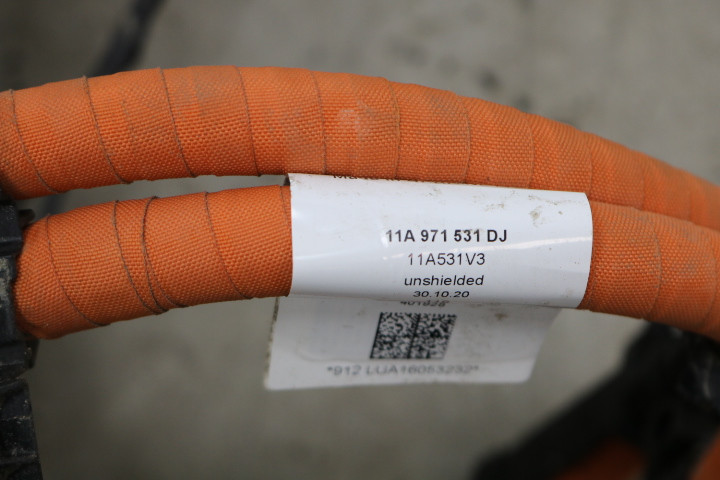 11A 971 531 DJ
11A531V3
unshielded
30.10.20
*912 LUA16053232*